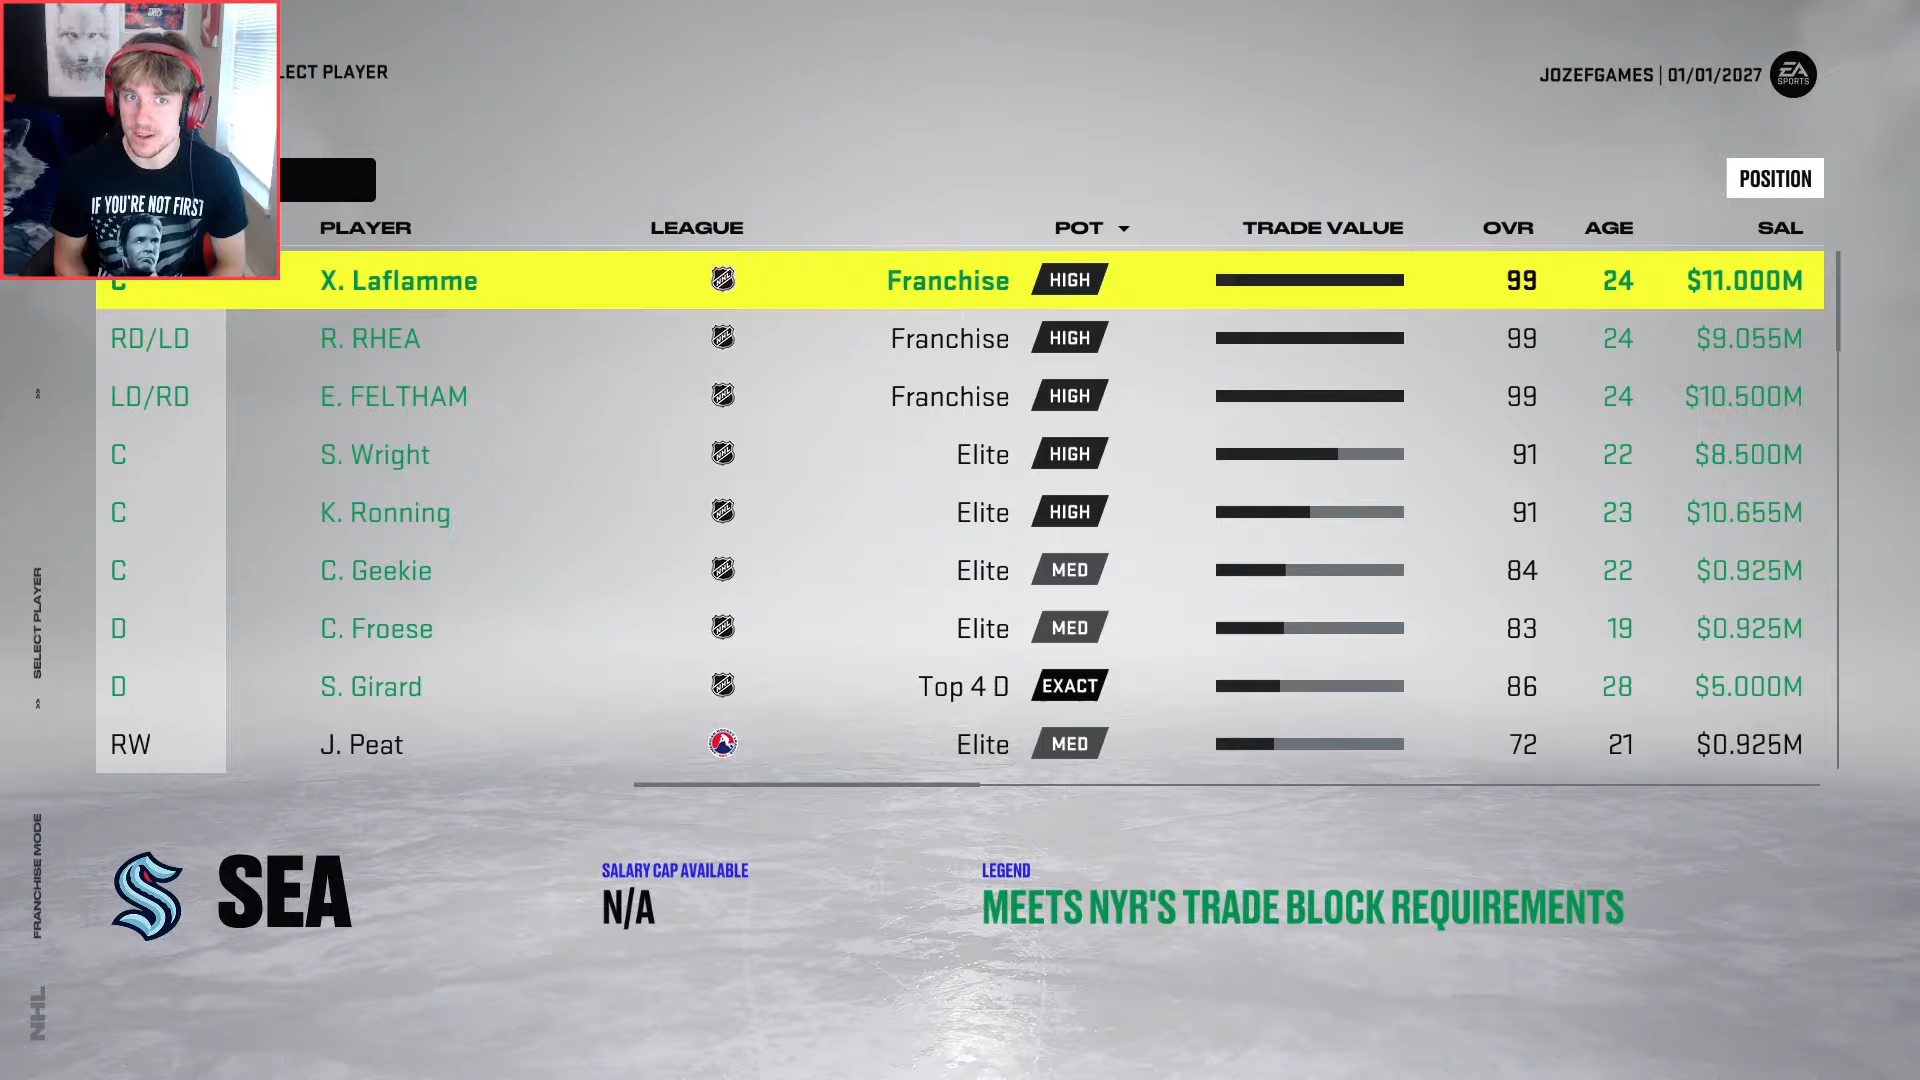 LECT PLAYER
JOZEFGAMES | 01/01/2027
EA SPORTS
IF YOU'RE NOT FIRST
POSITION
PLAYER LEAGUE POT TRADE VALUE OVR AGE SAL
C X. Laflamme Franchise HIGH 99 24 $11.000M
RD/LD R. RHEA Franchise HIGH 99 24 $9.055M
LD/RD E. FELTHAM Franchise HIGH 99 24 $10.500M
C S. Wright Elite HIGH 91 22 $8.500M
C K. Ronning Elite HIGH 91 23 $10.655M
C C. Geekie Elite MED 84 22 $0.925M
D C. Froese Elite MED 83 19 $0.925M
D S. Girard Top 4 D EXACT 86 28 $5.000M
RW J. Peat Elite MED 72 21 $0.925M
SEA
SALARY CAP AVAILABLE
N/A
LEGEND
MEETS NYR'S TRADE BLOCK REQUIREMENTS
NHL
FRANCHISE MODE
>>
SELECT PLAYER
>>